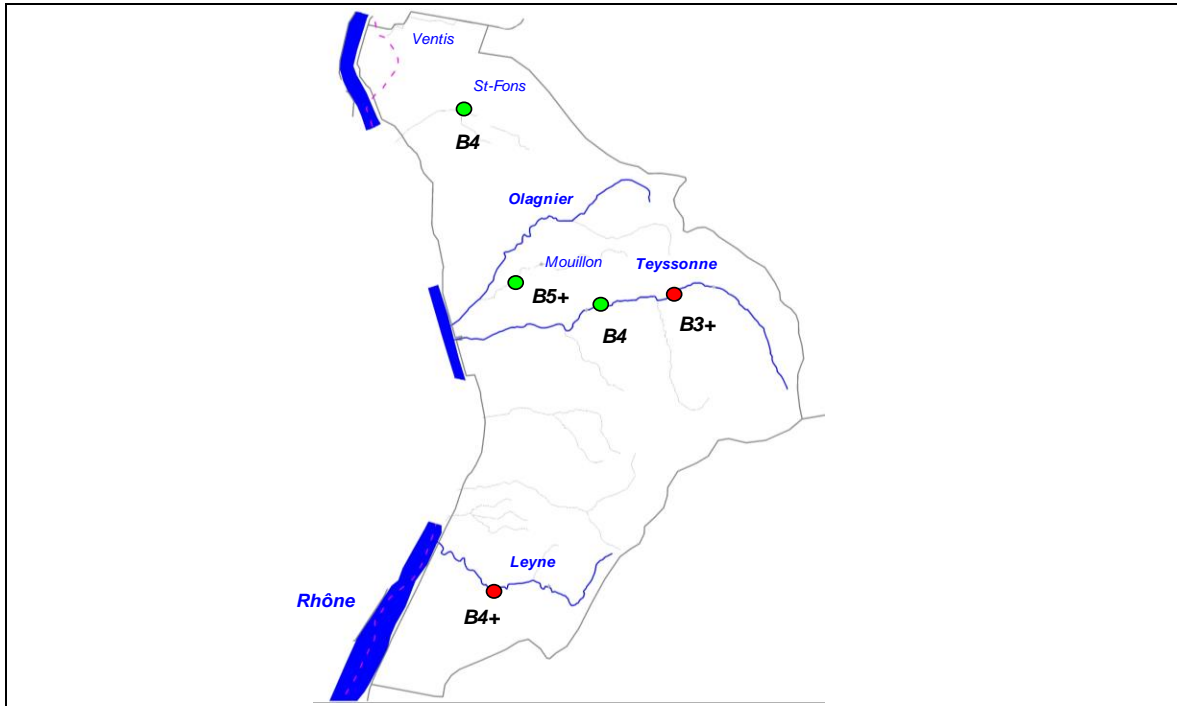 Ventis
St-Fons
B4
Olagnier
Mouillon
Teyssonne
B5+
B4
B3+
Leyne
Rhône
B4+